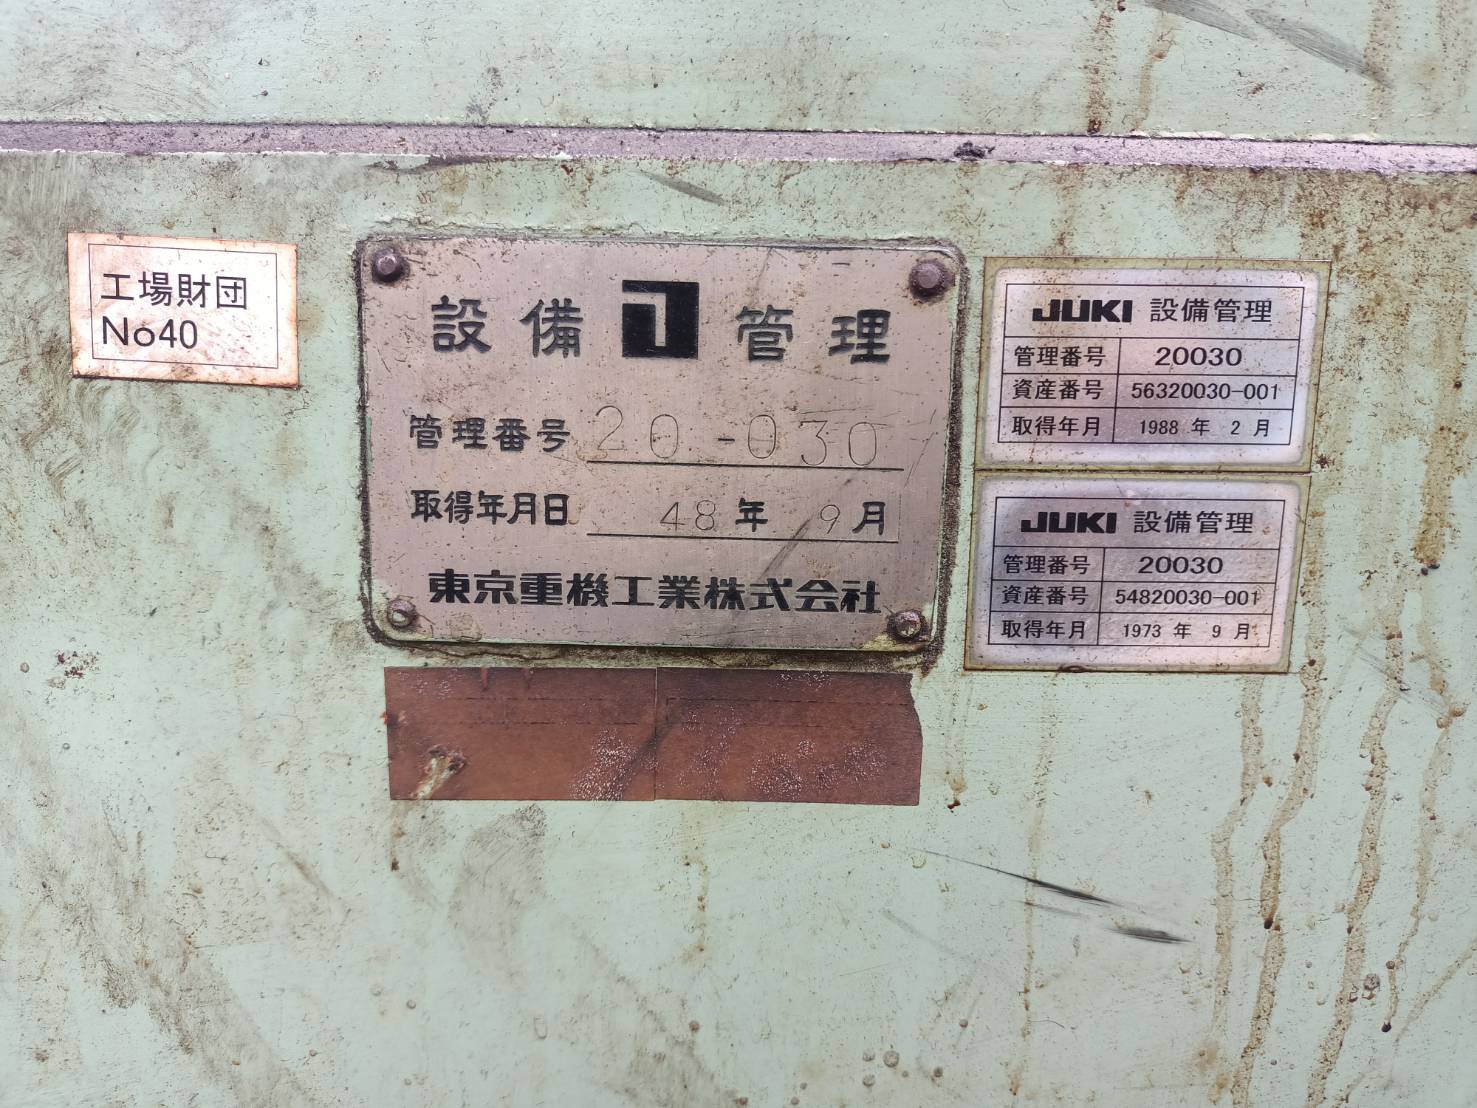 工場財団
No40
設備 管理
管理番号 20-030
取得年月日 48年 9月
東京重機工業株式会社
JUKI 設備管理
管理番号 20030
資産番号 56320030-001
取得年月 1988 年 2 月
JUKI 設備管理
管理番号 20030
資産番号 54820030-001
取得年月 1973 年 9 月